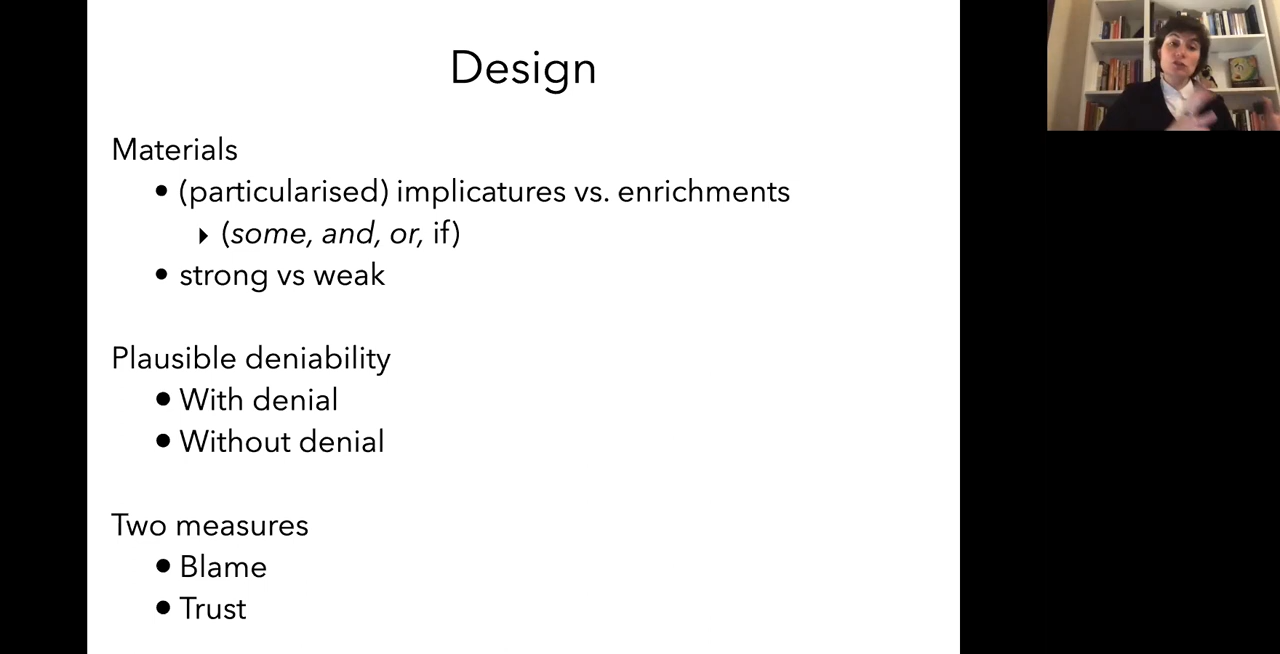 Design
Materials
• (particularised) implicatures vs. enrichments
‣ (some, and, or, if)
• strong vs weak
Plausible deniability
• With denial
• Without denial
Two measures
• Blame
• Trust